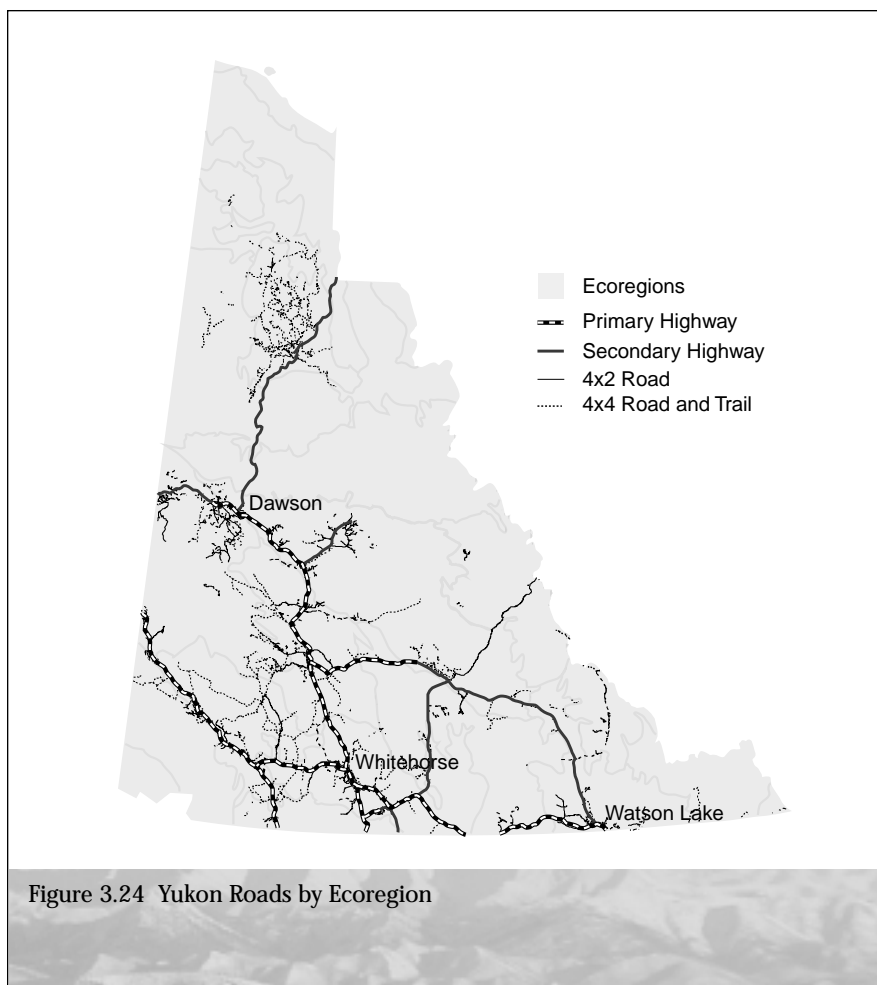 Ecoregions
Primary Highway
Secondary Highway
4x2 Road
4x4 Road and Trail
Dawson
Whitehorse
Watson Lake
Figure 3.24 Yukon Roads by Ecoregion